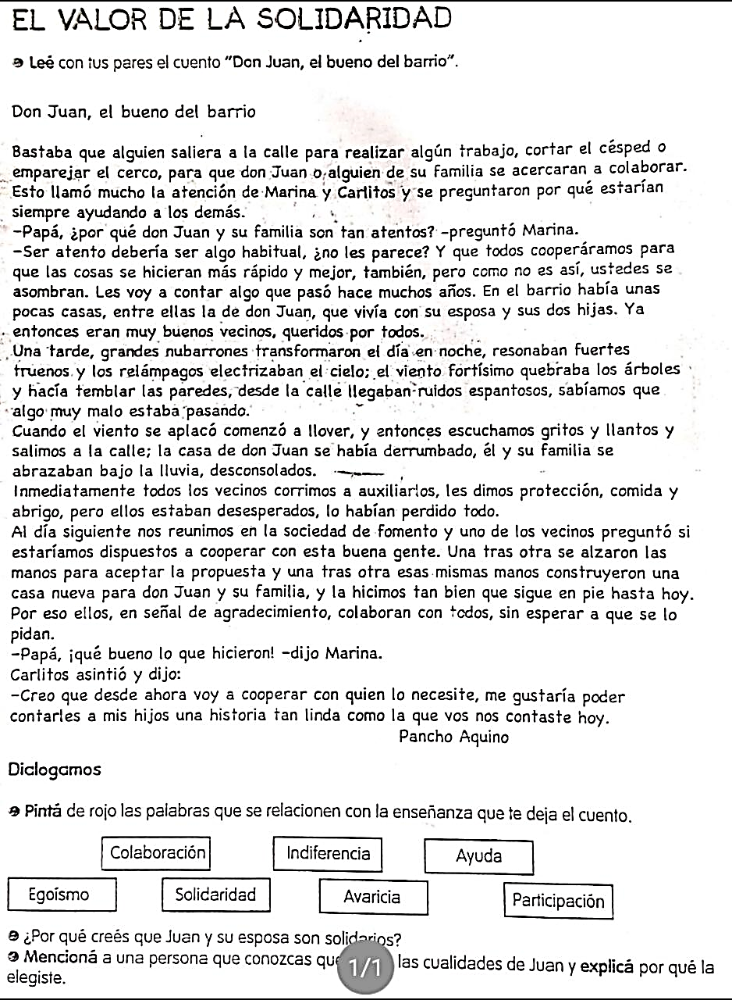 EL VALOR DE LA SOLIDARIDAD
Leé con tus pares el cuento "Don Juan, el bueno del barrio".
Don Juan, el bueno del barrio
Bastaba que alguien saliera a la calle para realizar algún trabajo, cortar el césped o
emparejar el cerco, para que don Juan o alguien de su familia se acercaran a colaborar.
Esto llamó mucho la atención de Marina y Carlitos y se preguntaron por qué estarían
siempre ayudando a los demás.
-Papá, ¿por qué don Juan y su familia son tan atentos? -preguntó Marina.
-Ser atento debería ser algo habitual, ¿no les parece? Y que todos cooperáramos para
que las cosas se hicieran más rápido y mejor, también, pero como no es así, ustedes se
asombran. Les voy a contar algo que pasó hace muchos años. En el barrio había unas
pocas casas, entre ellas la de don Juan, que vivía con su esposa y sus dos hijas. Ya
entonces eran muy buenos vecinos, queridos por todos.
Una tarde, grandes nubarrones transformaron el día en noche, resonaban fuertes
truenos y los relámpagos electrizaban el cielo; el viento fortísimo quebraba los árboles
y hacía temblar las paredes, desde la calle llegaban ruidos espantosos, sabíamos que
algo muy malo estaba pasando.
Cuando el viento se aplacó comenzó a llover, y entonces escuchamos gritos y llantos y
salimos a la calle; la casa de don Juan se había derrumbado, él y su familia se
abrazaban bajo la lluvia, desconsolados.
Inmediatamente todos los vecinos corrimos a auxiliarlos, les dimos protección, comida y
abrigo, pero ellos estaban desesperados, lo habían perdido todo.
Al día siguiente nos reunimos en la sociedad de fomento y uno de los vecinos preguntó si
estaríamos dispuestos a cooperar con esta buena gente. Una tras otra se alzaron las
manos para aceptar la propuesta y una tras otra esas mismas manos construyeron una
casa nueva para don Juan y su familia, y la hicimos tan bien que sigue en pie hasta hoy.
Por eso ellos, en señal de agradecimiento, colaboran con todos, sin esperar a que se lo
pidan.
-Papá, ¡qué bueno lo que hicieron! -dijo Marina.
Carlitos asintió y dijo:
-Creo que desde ahora voy a cooperar con quien lo necesite, me gustaría poder
contarles a mis hijos una historia tan linda como la que vos nos contaste hoy.
Pancho Aquino
Dialogamos
Pintá de rojo las palabras que se relacionen con la enseñanza que te deja el cuento.
Colaboración Indiferencia Ayuda
Egoísmo Solidaridad Avaricia Participación
¿Por qué creés que Juan y su esposa son solidarios?
Mencioná a una persona que conozcas que 1/1 las cualidades de Juan y explicá por qué la
elegiste.